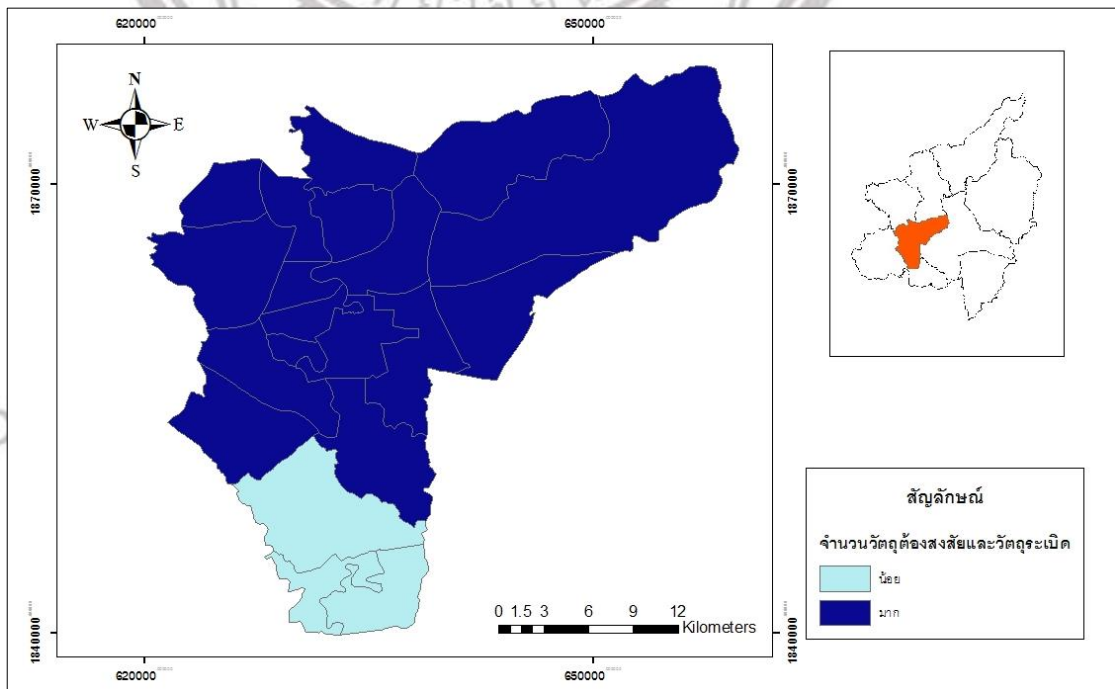 620000
650000
N
W E
S
1870000
1870000
สัญลักษณ์
จำนวนวัตถุต้องสงสัยและวัตถุระเบิด
น้อย
มาก
0 1.5 3 6 9 12
Kilometers
1840000
1840000
620000
650000